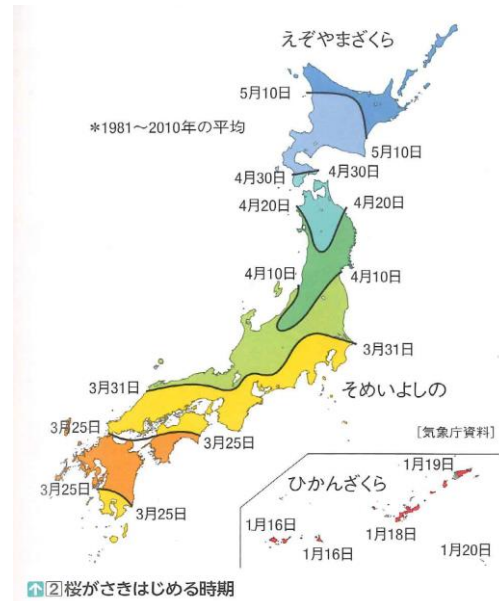 えぞやまざくら
5月10日
*1981～2010年の平均
5月10日
4月30日
4月30日
4月20日
4月20日
4月10日
4月10日
3月31日
3月31日
そめいよしの
3月25日
3月25日
[気象庁資料]
3月25日
3月25日
ひかんざくら
1月19日
1月16日
1月16日
1月18日
1月20日
↑2桜がさきはじめる時期